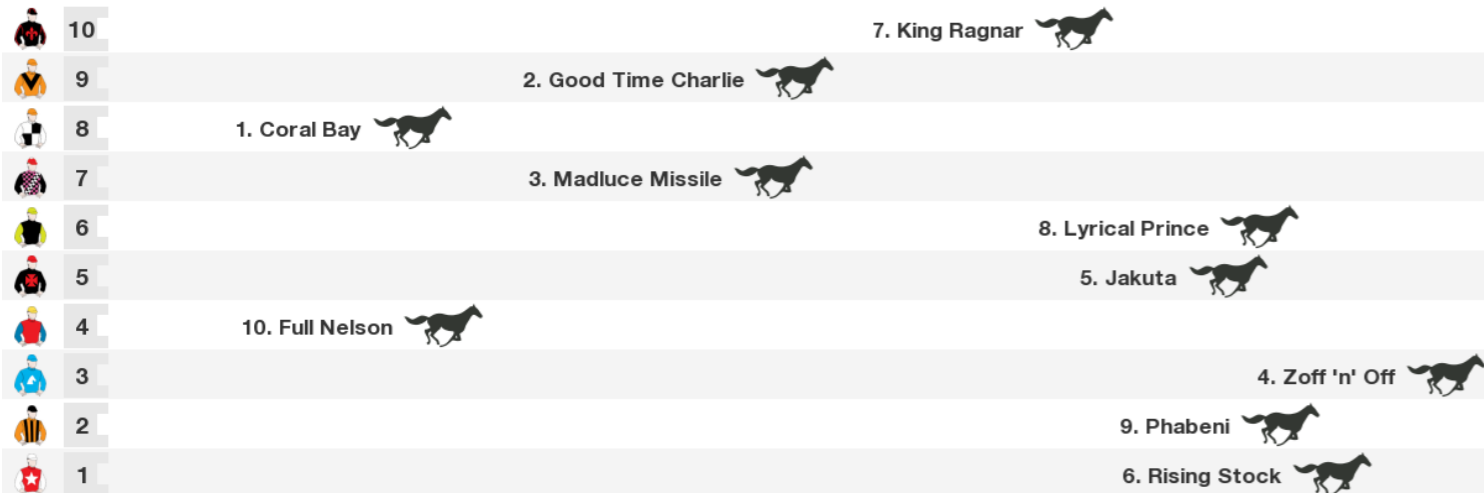 10 7. King Ragnar
9 2. Good Time Charlie
8 1. Coral Bay
7 3. Madluce Missile
6 8. Lyrical Prince
5 5. Jakuta
4 10. Full Nelson
3 4. Zoff 'n' Off
2 9. Phabeni
1 6. Rising Stock